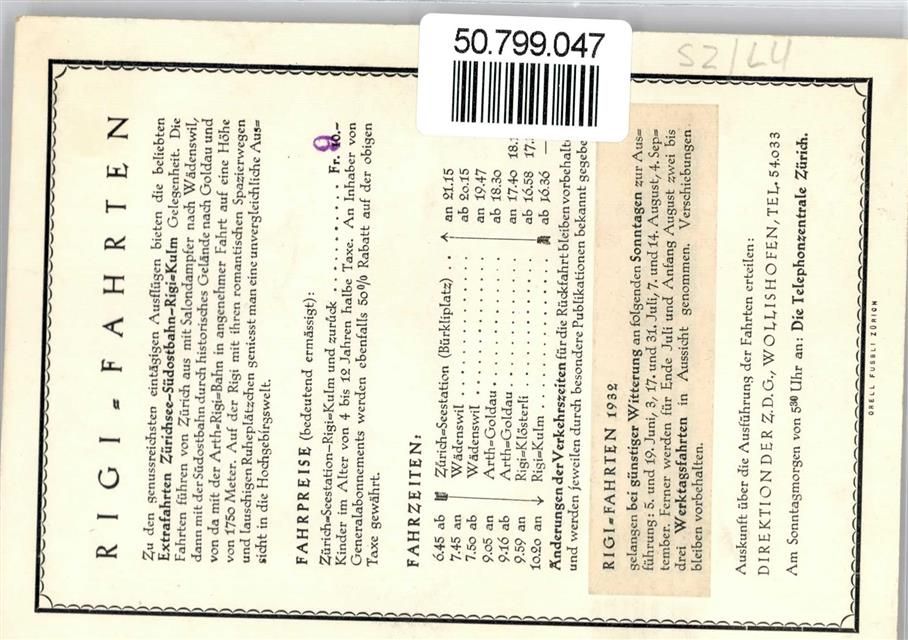 50.799.047
SZ/LU
RIGI=FAHRTEN
Zu den genussreichsten eintägigen Ausflügen bieten die beliebten
Extrafahrten Zürichsee=Südostbahn=Rigi=Kulm Gelegenheit. Die
Fahrten führen von Zürich aus mit Salondampfer nach Wädenswil,
dann mit der Südostbahn durch historisches Gelände nach Goldau und
von da mit der Arth=Rigi=Bahn in angenehmer Fahrt auf eine Höhe
von 1750 Meter. Auf der Rigi mit ihren romantischen Spazierwegen
und lauschigen Ruheplätzchen geniesst man eine unvergleichliche Aus=
sicht in die Hochgebirgswelt.
FAHRPREISE (bedeutend ermässigt):
Zürich=Seestation–Rigi=Kulm und zurück . . . . . . . . . . Fr. 10.– 9
Kinder im Alter von 4 bis 12 Jahren halbe Taxe. An Inhaber von
Generalabonnements werden ebenfalls 50% Rabatt auf der obigen
Taxe gewährt.
FAHRZEITEN:
6.45 ab Zürich=Seestation (Bürkliplatz) . . an 21.15
7.45 an Wädenswil . . . . . . . . . . ab 20.15
7.50 ab Wädenswil . . . . . . . . . . an 19.47
9.05 an Arth=Goldau . . . . . . . . . ab 18.30
9.16 ab Arth=Goldau . . . . . . . . . an 17.40 18.
9.59 an Rigi=Klösterli . . . . . . . . ab 16.58 17.
10.20 an Rigi=Kulm . . . . . . . . . . ab 16.36 —
Änderungen der Verkehrszeiten für die Rückfahrt bleiben vorbehalt
und werden jeweilen durch besondere Publikationen bekannt gegebe
RIGI=FAHRTEN 1932
gelangen bei günstiger Witterung an folgenden Sonntagen zur Aus=
führung: 5. und 19. Juni, 3, 17. und 31. Juli, 7. und 14. August, 4. Sep=
tember. Ferner werden für Ende Juli und Anfang August zwei bis
drei Werktagsfahrten in Aussicht genommen. Verschiebungen
bleiben vorbehalten.
Auskunft über die Ausführung der Fahrten erteilen:
DIREKTION DER Z.D.G., WOLLISHOFEN, TEL. 54.033
Am Sonntagmorgen von 5³⁰ Uhr an: Die Telephonzentrale Zürich.
ORELL FUSSLI ZÜRICH